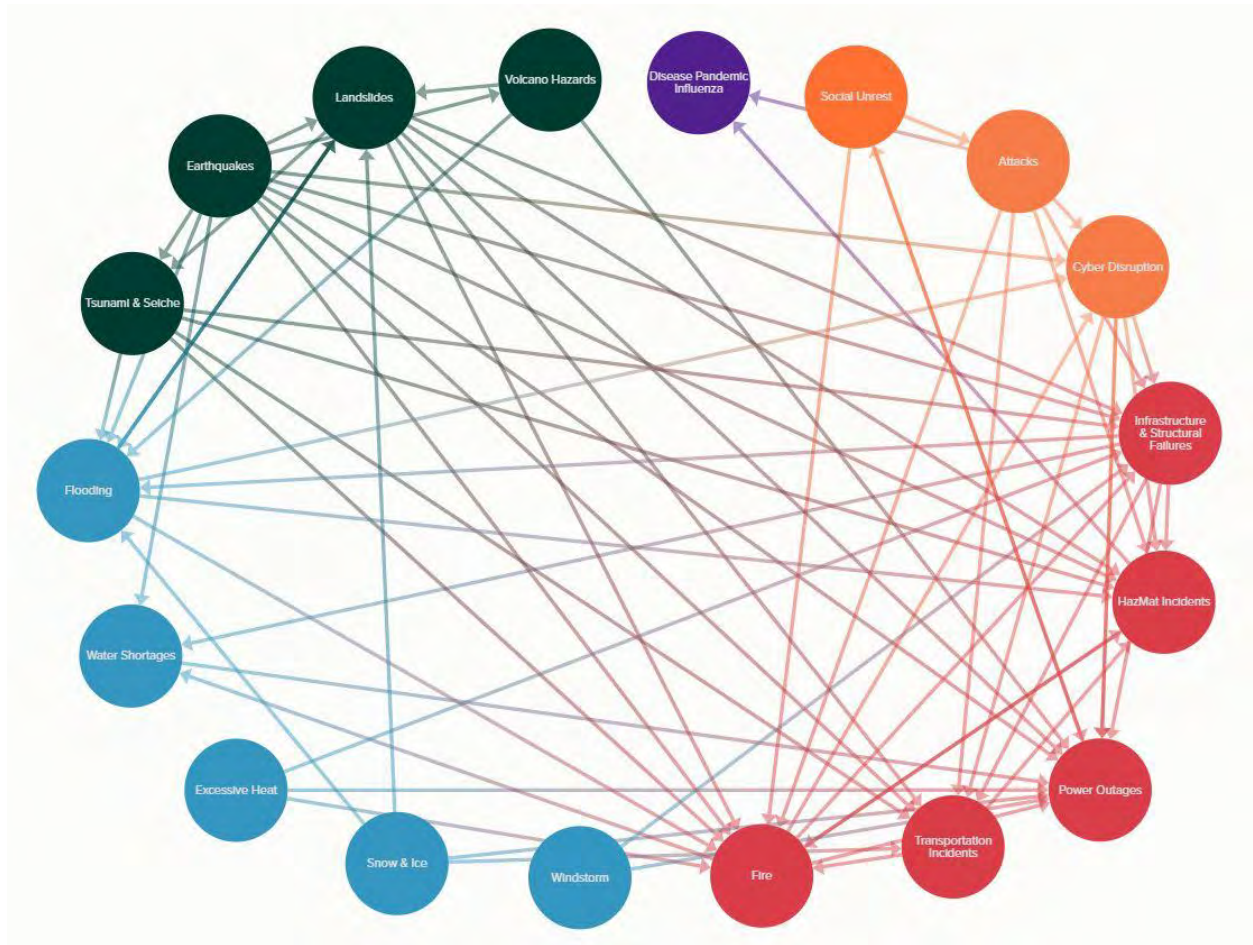 Landslides
Volcano Hazards
Disease Pandemic
Influenza
Social Unrest
Attacks
Earthquakes
Cyber Disruption
Tsunami & Seiche
Infrastructure
& Structural
Failures
Flooding
HazMat Incidents
Water Shortages
Excessive Heat
Power Outages
Snow & Ice
Windstorm
Fire
Transportation
Incidents